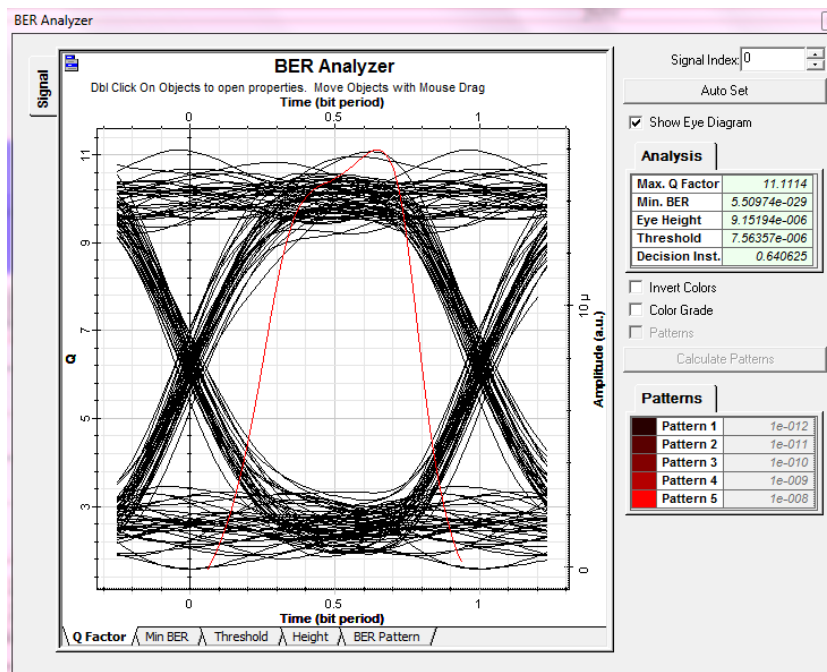 BER Analyzer
Signal
BER Analyzer
Dbl Click On Objects to open properties. Move Objects with Mouse Drag
Time (bit period)
0 0.5 1
Q
11
9
7
5
3
Amplitude (a.u.)
10 µ
0
0 0.5 1
Time (bit period)
Q Factor Min BER Threshold Height BER Pattern
Signal Index: 0
Auto Set
Show Eye Diagram
Analysis
Max. Q Factor 11.1114
Min. BER 5.50974e-029
Eye Height 9.15194e-006
Threshold 7.56357e-006
Decision Inst. 0.640625
Invert Colors
Color Grade
Patterns
Calculate Patterns
Patterns
Pattern 1 1e-012
Pattern 2 1e-011
Pattern 3 1e-010
Pattern 4 1e-009
Pattern 5 1e-008